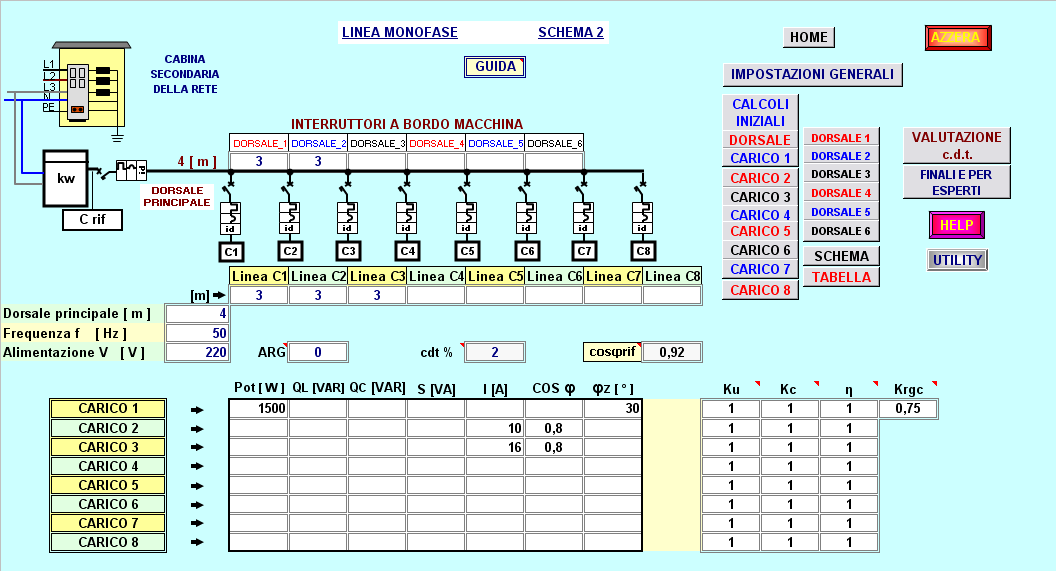 LINEA MONOFASE SCHEMA 2
HOME
AZZERA
GUIDA
IMPOSTAZIONI GENERALI
CABINA
SECONDARIA
DELLA RETE
L1
L2
L3
N
PE
CALCOLI
INIZIALI
DORSALE
CARICO 1
CARICO 2
CARICO 3
CARICO 4
CARICO 5
CARICO 6
CARICO 7
CARICO 8
DORSALE 1
DORSALE 2
DORSALE 3
DORSALE 4
DORSALE 5
DORSALE 6
SCHEMA
TABELLA
VALUTAZIONE
c.d.t.
FINALI E PER
ESPERTI
HELP
UTILITY
INTERRUTTORI A BORDO MACCHINA
DORSALE_1 DORSALE_2 DORSALE_3 DORSALE_4 DORSALE_5 DORSALE_6
4 [ m ] 3 3
kw
id
DORSALE
PRINCIPALE
C rif
id id id id id id id id
C1 C2 C3 C4 C5 C6 C7 C8
Linea C1 Linea C2 Linea C3 Linea C4 Linea C5 Linea C6 Linea C7 Linea C8
[m] 3 3 3
Dorsale principale [ m ] 4
Frequenza f [ Hz ] 50
Alimentazione V [ V ] 220
ARG 0 cdt % 2 cosφrif 0,92
Pot [ W ] QL [VAR] QC [VAR] S [VA] I [A] COS φ φz [ ° ] Ku Kc η Krgc
CARICO 1 1500 30 1 1 1 0,75
CARICO 2 10 0,8 1 1 1
CARICO 3 16 0,8 1 1 1
CARICO 4 1 1 1
CARICO 5 1 1 1
CARICO 6 1 1 1
CARICO 7 1 1 1
CARICO 8 1 1 1